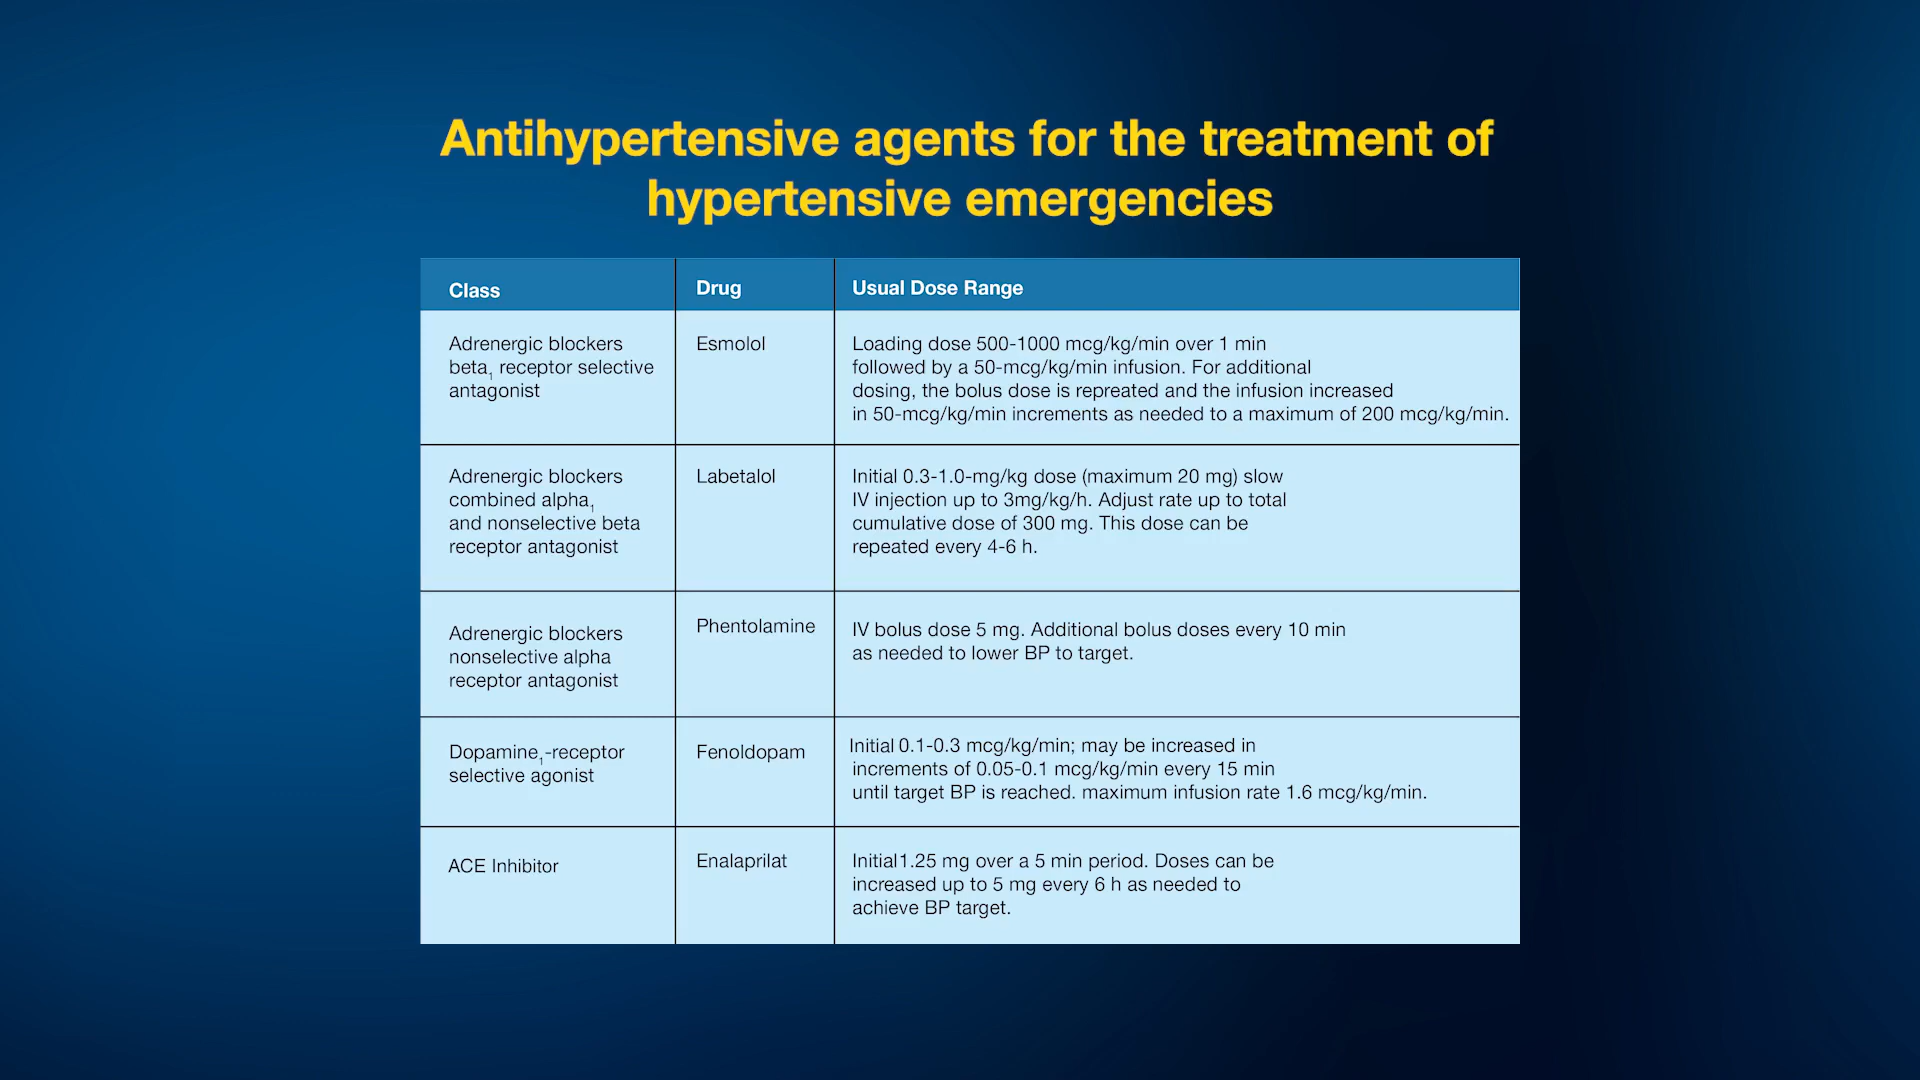 Antihypertensive agents for the treatment of
hypertensive emergencies
Class
Drug
Usual Dose Range
Adrenergic blockers
beta₁ receptor selective
antagonist
Esmolol
Loading dose 500-1000 mcg/kg/min over 1 min
followed by a 50-mcg/kg/min infusion. For additional
dosing, the bolus dose is repreated and the infusion increased
in 50-mcg/kg/min increments as needed to a maximum of 200 mcg/kg/min.
Adrenergic blockers
combined alpha₁
and nonselective beta
receptor antagonist
Labetalol
Initial 0.3-1.0-mg/kg dose (maximum 20 mg) slow
IV injection up to 3mg/kg/h. Adjust rate up to total
cumulative dose of 300 mg. This dose can be
repeated every 4-6 h.
Adrenergic blockers
nonselective alpha
receptor antagonist
Phentolamine
IV bolus dose 5 mg. Additional bolus doses every 10 min
as needed to lower BP to target.
Dopamine₁-receptor
selective agonist
Fenoldopam
Initial 0.1-0.3 mcg/kg/min; may be increased in
increments of 0.05-0.1 mcg/kg/min every 15 min
until target BP is reached. maximum infusion rate 1.6 mcg/kg/min.
ACE Inhibitor
Enalaprilat
Initial1.25 mg over a 5 min period. Doses can be
increased up to 5 mg every 6 h as needed to
achieve BP target.